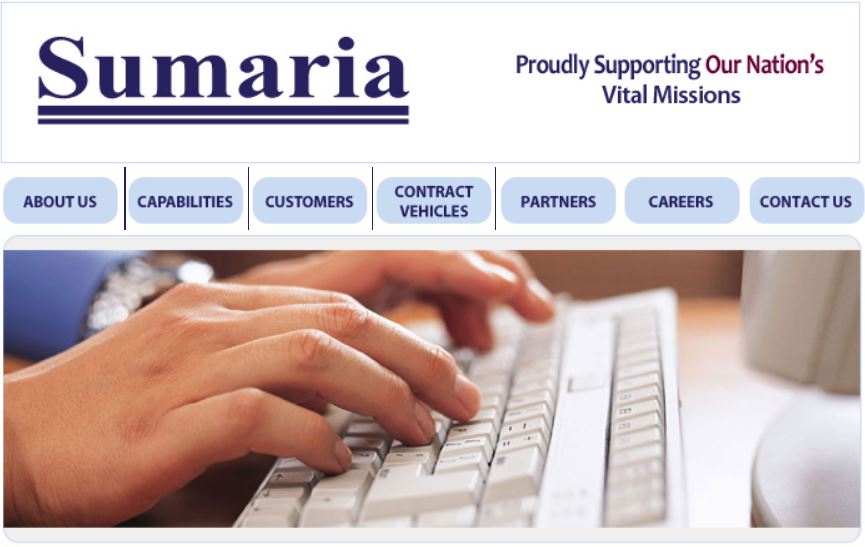 Sumaria
Proudly Supporting Our Nation's
Vital Missions
ABOUT US
CAPABILITIES
CUSTOMERS
CONTRACT
VEHICLES
PARTNERS
CAREERS
CONTACT US